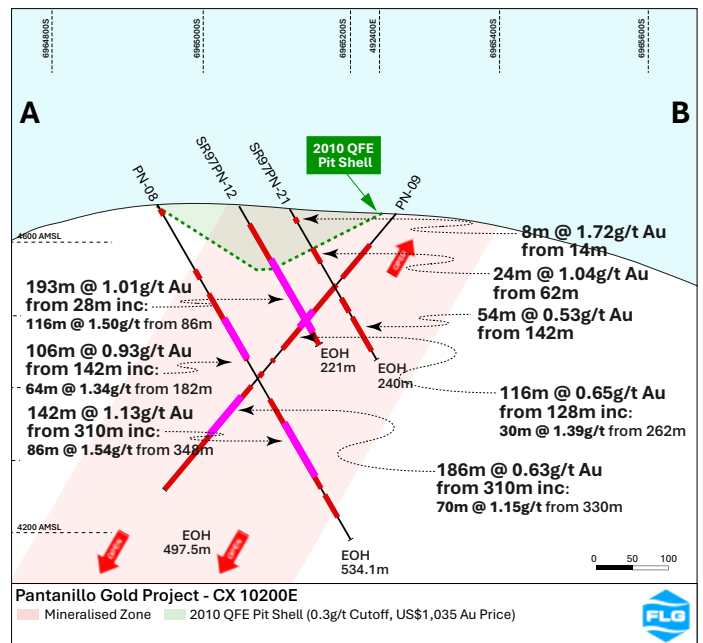 6964800S
6965000S
6965200S
492400E
6965400S
6965600S
A
B
2010 QFE
Pit Shell
PN-08
SR97PN-12
SR97PN-21
PN-09
4600 AMSL
8m @ 1.72g/t Au
from 14m
OPEN
24m @ 1.04g/t Au
from 62m
193m @ 1.01g/t Au
from 28m inc:
116m @ 1.50g/t from 86m
54m @ 0.53g/t Au
from 142m
106m @ 0.93g/t Au
from 142m inc:
64m @ 1.34g/t from 182m
EOH
221m
EOH
240m
116m @ 0.65g/t Au
from 128m inc:
30m @ 1.39g/t from 262m
142m @ 1.13g/t Au
from 310m inc:
86m @ 1.54g/t from 348m
186m @ 0.63g/t Au
from 310m inc:
70m @ 1.15g/t from 330m
4200 AMSL
OPEN
OPEN
EOH
497.5m
EOH
534.1m
0 50 100
Pantanillo Gold Project - CX 10200E
Mineralised Zone
2010 QFE Pit Shell (0.3g/t Cutoff, US$1,035 Au Price)
FLG